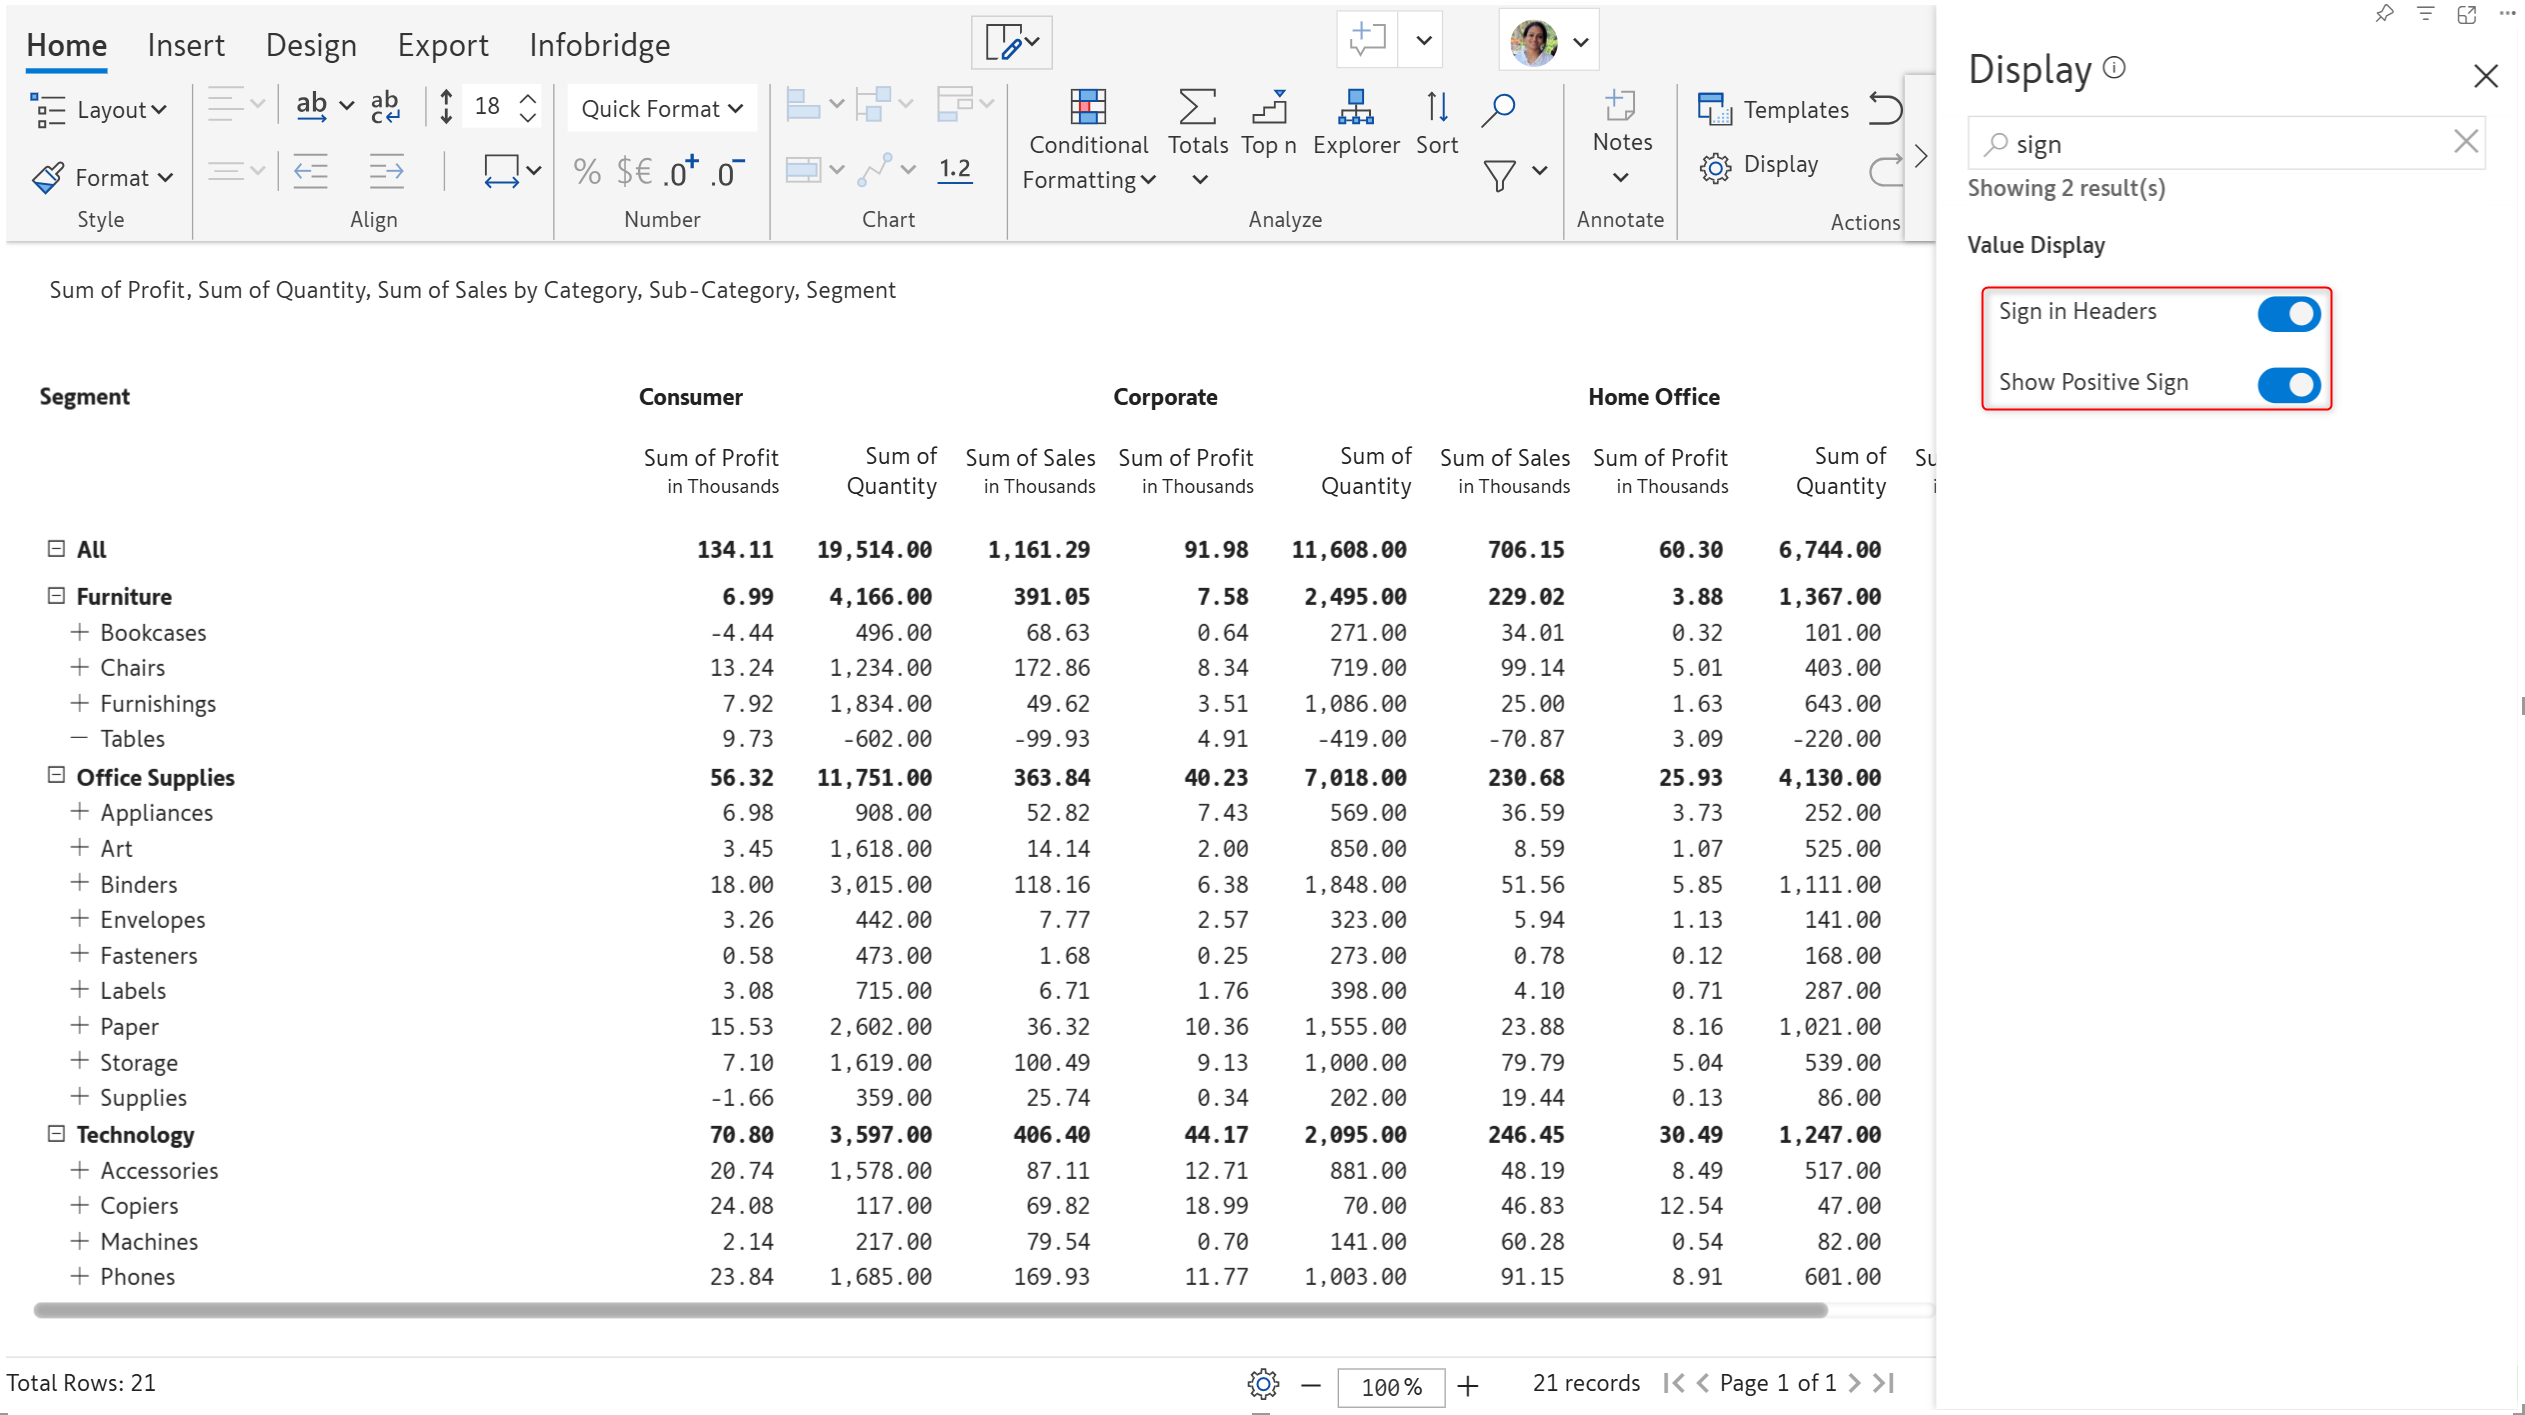 Home Insert Design Export Infobridge
Layout 18 Quick Format Templates
Format % $€ .0+ .0- 1.2 Conditional Formatting Totals Top n Explorer Sort Notes Display
Style Align Number Chart Analyze Annotate Actions
Sum of Profit, Sum of Quantity, Sum of Sales by Category, Sub-Category, Segment
Segment Consumer Corporate Home Office
Sum of Profit in Thousands Sum of Quantity Sum of Sales in Thousands Sum of Profit in Thousands Sum of Quantity Sum of Sales in Thousands Sum of Profit in Thousands Sum of Quantity
All 134.11 19,514.00 1,161.29 91.98 11,608.00 706.15 60.30 6,744.00
Furniture 6.99 4,166.00 391.05 7.58 2,495.00 229.02 3.88 1,367.00
+ Bookcases -4.44 496.00 68.63 0.64 271.00 34.01 0.32 101.00
+ Chairs 13.24 1,234.00 172.86 8.34 719.00 99.14 5.01 403.00
+ Furnishings 7.92 1,834.00 49.62 3.51 1,086.00 25.00 1.63 643.00
− Tables 9.73 -602.00 -99.93 4.91 -419.00 -70.87 3.09 -220.00
Office Supplies 56.32 11,751.00 363.84 40.23 7,018.00 230.68 25.93 4,130.00
+ Appliances 6.98 908.00 52.82 7.43 569.00 36.59 3.73 252.00
+ Art 3.45 1,618.00 14.14 2.00 850.00 8.59 1.07 525.00
+ Binders 18.00 3,015.00 118.16 6.38 1,848.00 51.56 5.85 1,111.00
+ Envelopes 3.26 442.00 7.77 2.57 323.00 5.94 1.13 141.00
+ Fasteners 0.58 473.00 1.68 0.25 273.00 0.78 0.12 168.00
+ Labels 3.08 715.00 6.71 1.76 398.00 4.10 0.71 287.00
+ Paper 15.53 2,602.00 36.32 10.36 1,555.00 23.88 8.16 1,021.00
+ Storage 7.10 1,619.00 100.49 9.13 1,000.00 79.79 5.04 539.00
+ Supplies -1.66 359.00 25.74 0.34 202.00 19.44 0.13 86.00
Technology 70.80 3,597.00 406.40 44.17 2,095.00 246.45 30.49 1,247.00
+ Accessories 20.74 1,578.00 87.11 12.71 881.00 48.19 8.49 517.00
+ Copiers 24.08 117.00 69.82 18.99 70.00 46.83 12.54 47.00
+ Machines 2.14 217.00 79.54 0.70 141.00 60.28 0.54 82.00
+ Phones 23.84 1,685.00 169.93 11.77 1,003.00 91.15 8.91 601.00
Total Rows: 21 100% 21 records Page 1 of 1
Display
sign
Showing 2 result(s)
Value Display
Sign in Headers
Show Positive Sign